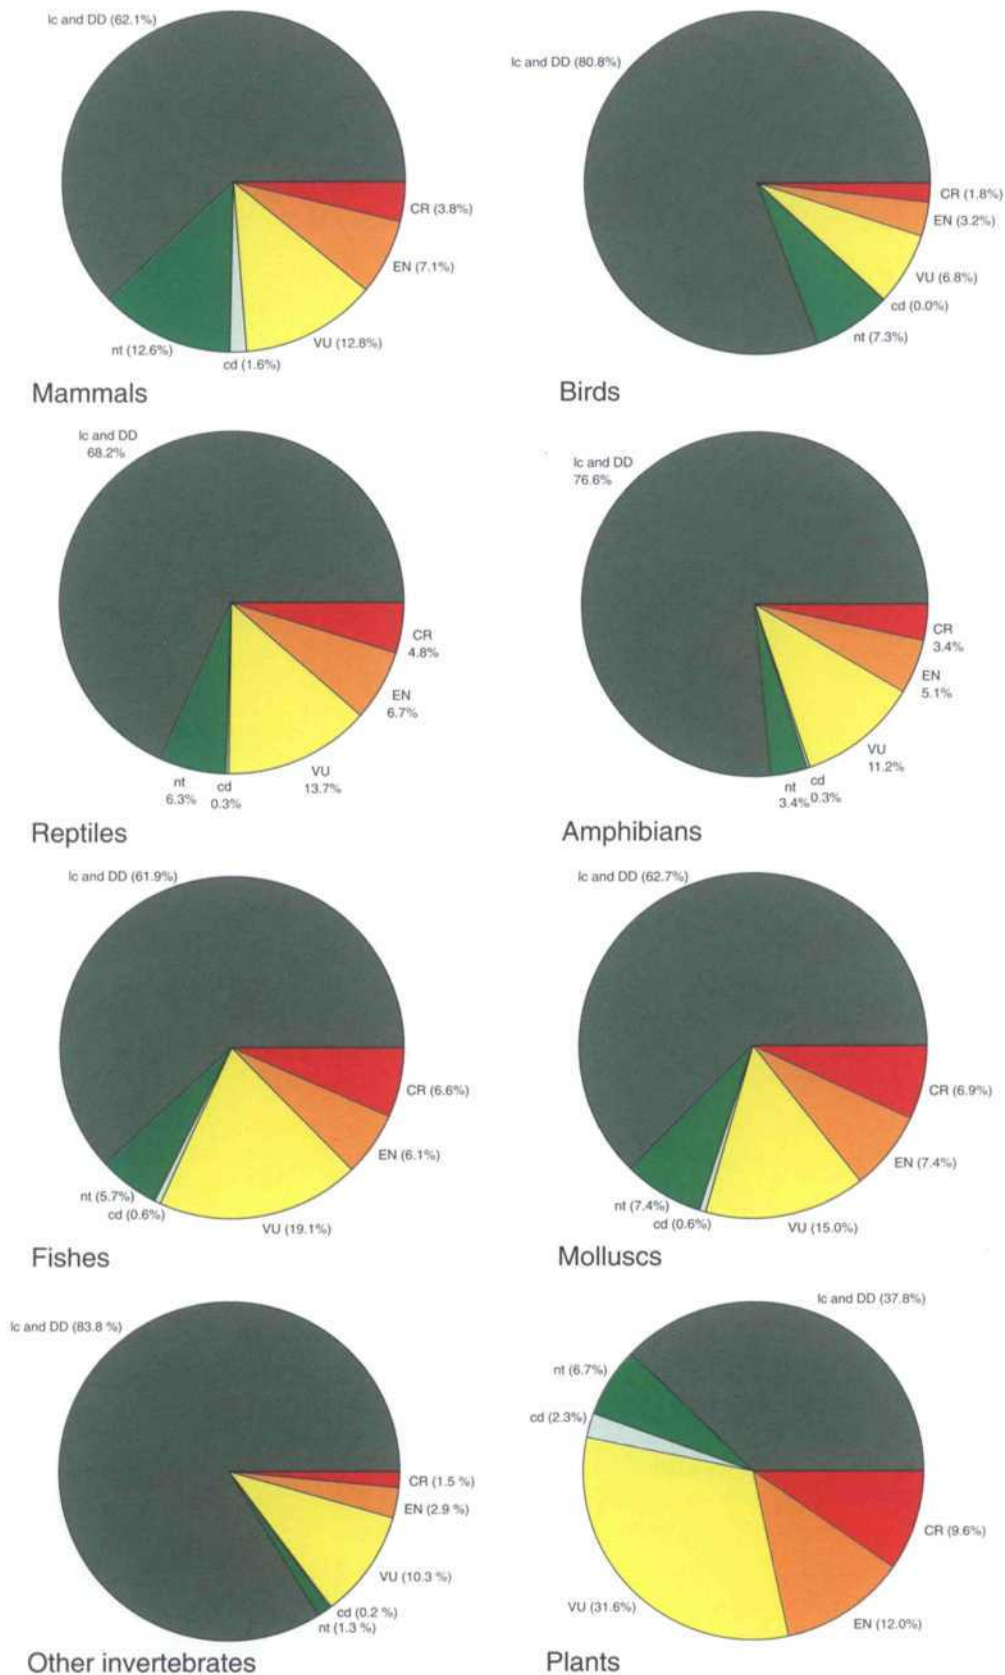 lc and DD (62.1%)
CR (3.8%)
EN (7.1%)
VU (12.8%)
cd (1.6%)
nt (12.6%)
Mammals
lc and DD (80.8%)
CR (1.8%)
EN (3.2%)
VU (6.8%)
cd (0.0%)
nt (7.3%)
Birds
lc and DD
68.2%
CR
4.8%
EN
6.7%
VU
13.7%
cd
0.3%
nt
6.3%
Reptiles
lc and DD
76.6%
CR
3.4%
EN
5.1%
VU
11.2%
cd
0.3%
nt
3.4%
Amphibians
lc and DD (61.9%)
CR (6.6%)
EN (6.1%)
VU (19.1%)
cd (0.6%)
nt (5.7%)
Fishes
lc and DD (62.7%)
CR (6.9%)
EN (7.4%)
VU (15.0%)
cd (0.6%)
nt (7.4%)
Molluscs
lc and DD (83.8 %)
CR (1.5 %)
EN (2.9 %)
VU (10.3 %)
cd (0.2 %)
nt (1.3 %)
Other invertebrates
lc and DD (37.8%)
nt (6.7%)
cd (2.3%)
CR (9.6%)
VU (31.6%)
EN (12.0%)
Plants